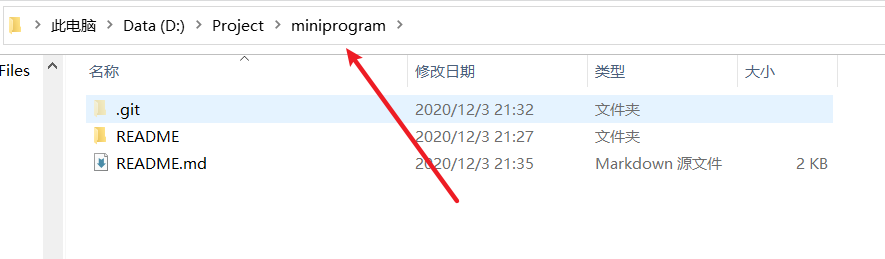 此电脑 > Data (D:) > Project > miniprogram >
Files 名称 修改日期 类型 大小
.git 2020/12/3 21:32 文件夹
README 2020/12/3 21:27 文件夹
README.md 2020/12/3 21:35 Markdown 源文件 2 KB